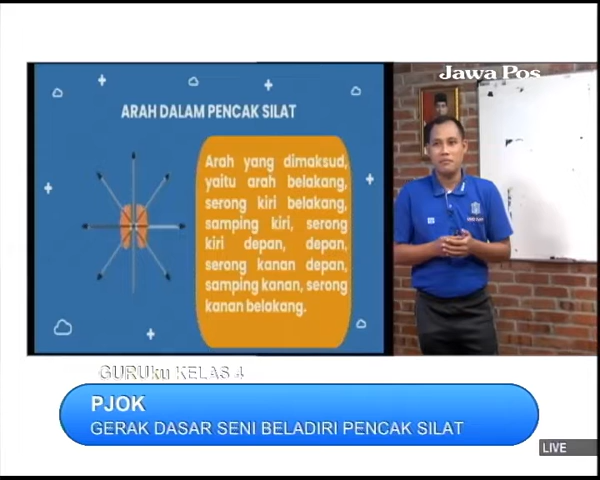 Jawa Pos
ARAH DALAM PENCAK SILAT
Arah yang dimaksud,
yaitu arah belakang,
serong kiri belakang,
samping kiri, serong
kiri depan, depan,
serong kanan depan,
samping kanan, serong
kanan belakang.
GURUku KELAS 4
PJOK
GERAK DASAR SENI BELADIRI PENCAK SILAT
LIVE